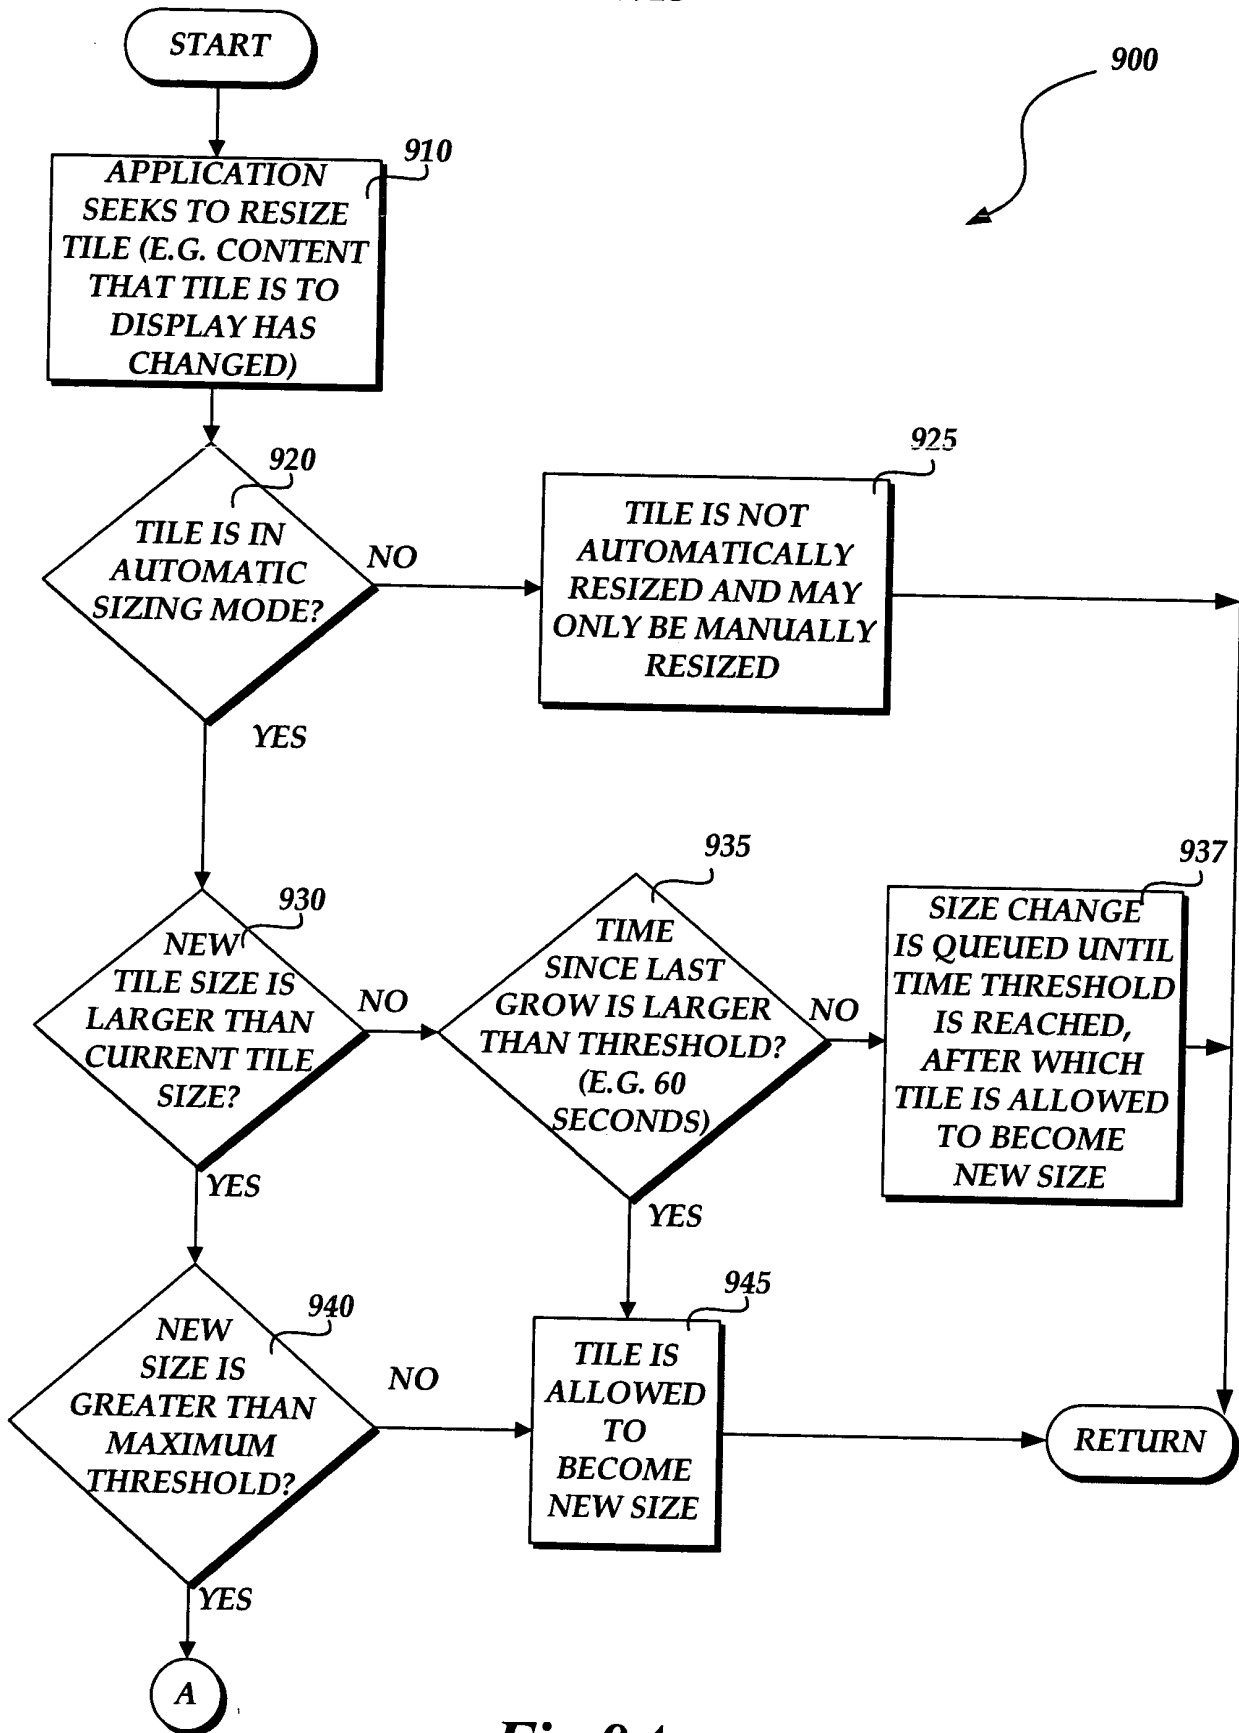 START
900
910
APPLICATION
SEEKS TO RESIZE
TILE (E.G. CONTENT
THAT TILE IS TO
DISPLAY HAS
CHANGED)
920
TILE IS IN
AUTOMATIC
SIZING MODE?
NO
YES
925
TILE IS NOT
AUTOMATICALLY
RESIZED AND MAY
ONLY BE MANUALLY
RESIZED
930
NEW
TILE SIZE IS
LARGER THAN
CURRENT TILE
SIZE?
NO
YES
935
TIME
SINCE LAST
GROW IS LARGER
THAN THRESHOLD?
(E.G. 60
SECONDS)
NO
YES
937
SIZE CHANGE
IS QUEUED UNTIL
TIME THRESHOLD
IS REACHED,
AFTER WHICH
TILE IS ALLOWED
TO BECOME
NEW SIZE
940
NEW
SIZE IS
GREATER THAN
MAXIMUM
THRESHOLD?
NO
YES
945
TILE IS
ALLOWED
TO
BECOME
NEW SIZE
RETURN
A